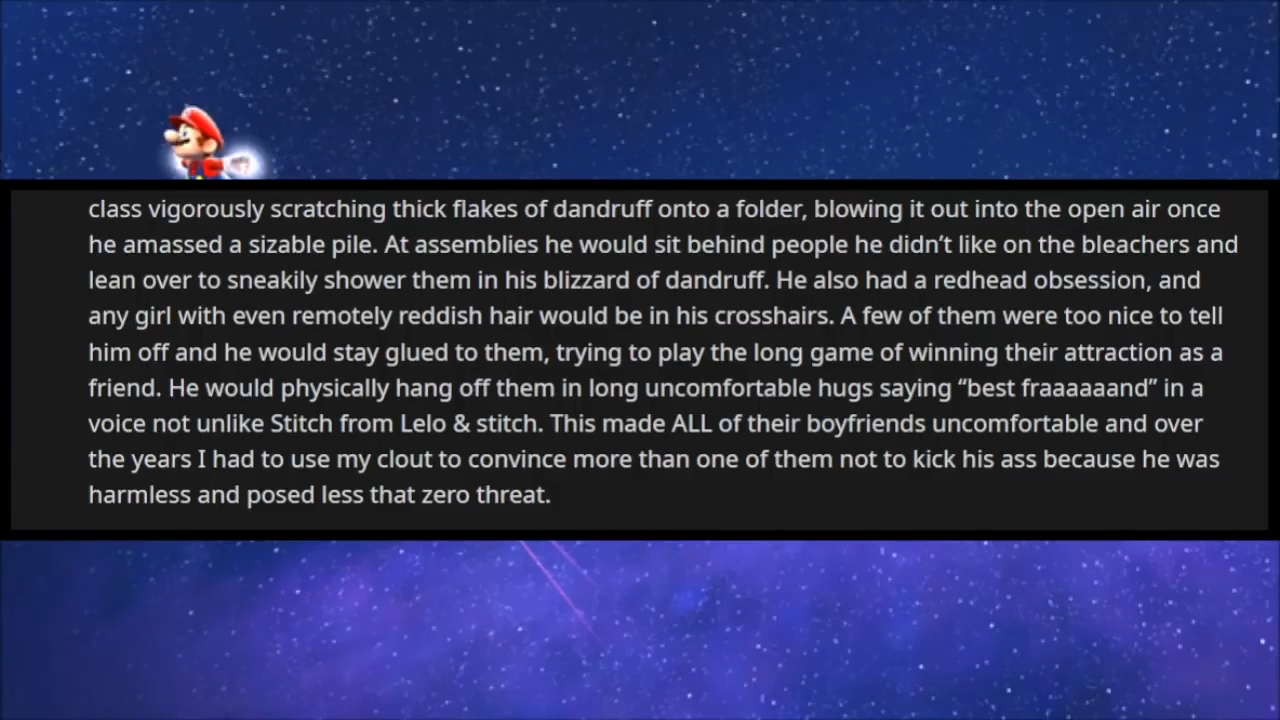 class vigorously scratching thick flakes of dandruff onto a folder, blowing it out into the open air once
he amassed a sizable pile. At assemblies he would sit behind people he didn’t like on the bleachers and
lean over to sneakily shower them in his blizzard of dandruff. He also had a redhead obsession, and
any girl with even remotely reddish hair would be in his crosshairs. A few of them were too nice to tell
him off and he would stay glued to them, trying to play the long game of winning their attraction as a
friend. He would physically hang off them in long uncomfortable hugs saying “best fraaaaaand” in a
voice not unlike Stitch from Lelo & stitch. This made ALL of their boyfriends uncomfortable and over
the years I had to use my clout to convince more than one of them not to kick his ass because he was
harmless and posed less that zero threat.